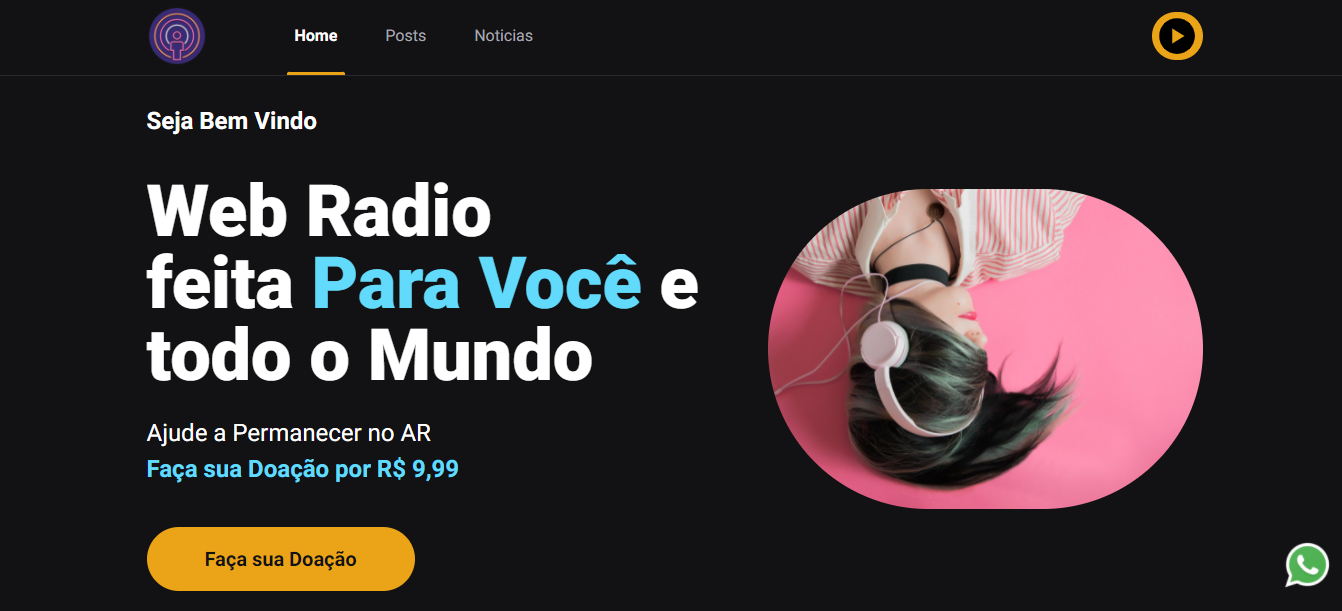 Home
Posts
Noticias
Seja Bem Vindo
Web Radio
feita Para Você e
todo o Mundo
Ajude a Permanecer no AR
Faça sua Doação por R$ 9,99
Faça sua Doação